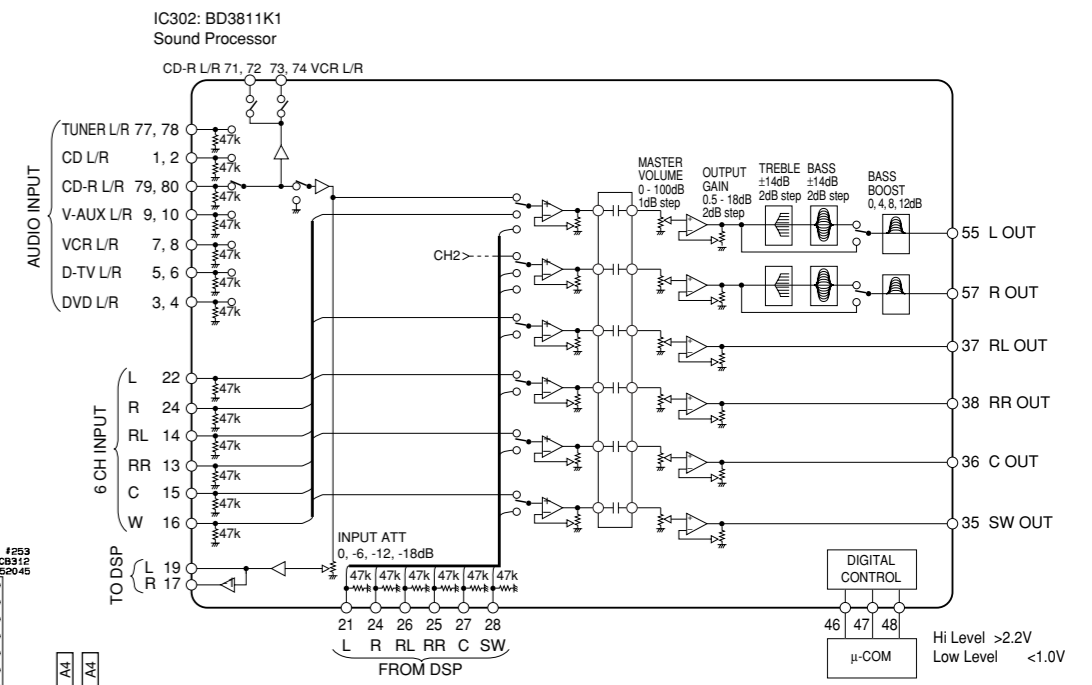 IC302: BD3811K1
Sound Processor
CD-R L/R 71, 72 73, 74 VCR L/R
AUDIO INPUT
TUNER L/R 77, 78
CD L/R 1, 2
CD-R L/R 79, 80
V-AUX L/R 9, 10
VCR L/R 7, 8
D-TV L/R 5, 6
DVD L/R 3, 4
47k
47k
47k
47k
47k
47k
47k
6 CH INPUT
L 22
R 24
RL 14
RR 13
C 15
W 16
47k
47k
47k
47k
47k
47k
TO DSP
L 19
R 17
INPUT ATT
0, -6, -12, -18dB
47k 47k 47k 47k 47k 47k
21 24 26 25 27 28
L R RL RR C SW
FROM DSP
CH2>
MASTER
VOLUME
0 - 100dB
1dB step
OUTPUT
GAIN
0.5 - 18dB
2dB step
TREBLE
±14dB
2dB step
BASS
±14dB
2dB step
BASS
BOOST
0, 4, 8, 12dB
55 L OUT
57 R OUT
37 RL OUT
38 RR OUT
36 C OUT
35 SW OUT
DIGITAL
CONTROL
46 47 48
µ-COM
Hi Level >2.2V
Low Level <1.0V
#253
CB312
52045
A4
A4